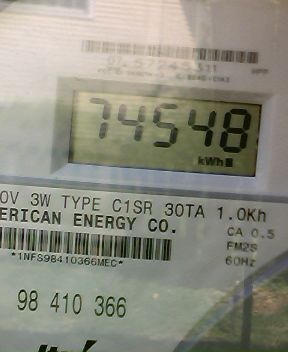 74548
kWh
0V 3W TYPE C1SR 30TA 1.0Kh
ERICAN ENERGY CO.
CA 0.5
FM2S
60Hz
*1NFS98410366MEC*
98 410 366